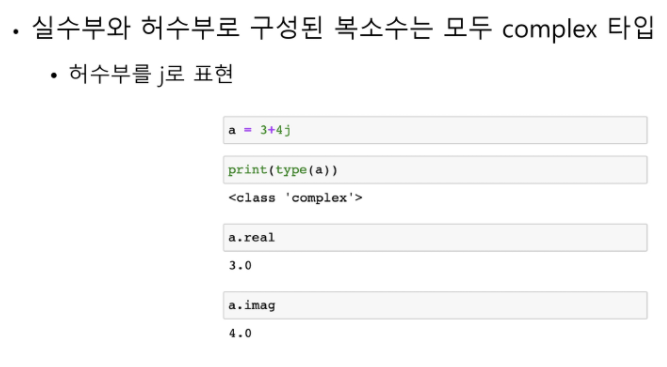 • 실수부와 허수부로 구성된 복소수는 모두 complex 타입
• 허수부를 j로 표현
a = 3+4j
print(type(a))
<class 'complex'>
a.real
3.0
a.imag
4.0